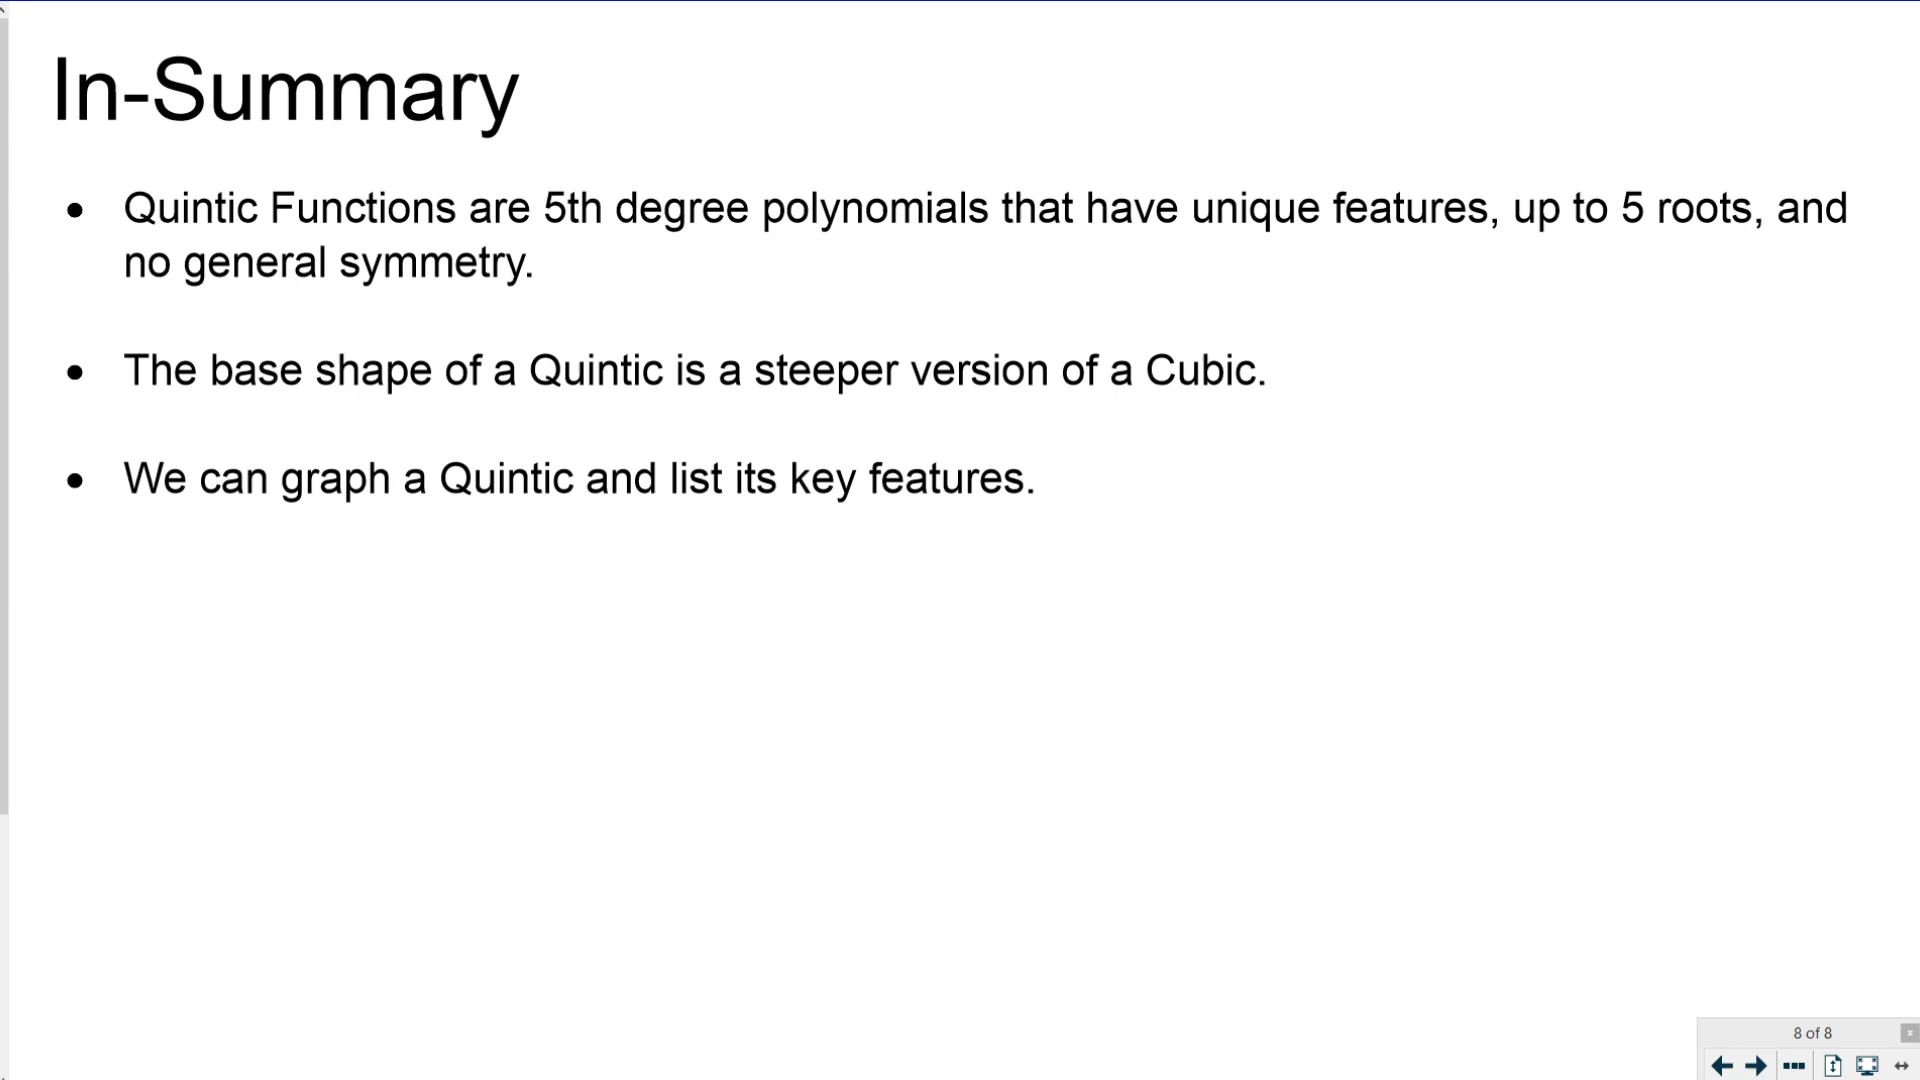 In-Summary
• Quintic Functions are 5th degree polynomials that have unique features, up to 5 roots, and
no general symmetry.
• The base shape of a Quintic is a steeper version of a Cubic.
• We can graph a Quintic and list its key features.
8 of 8